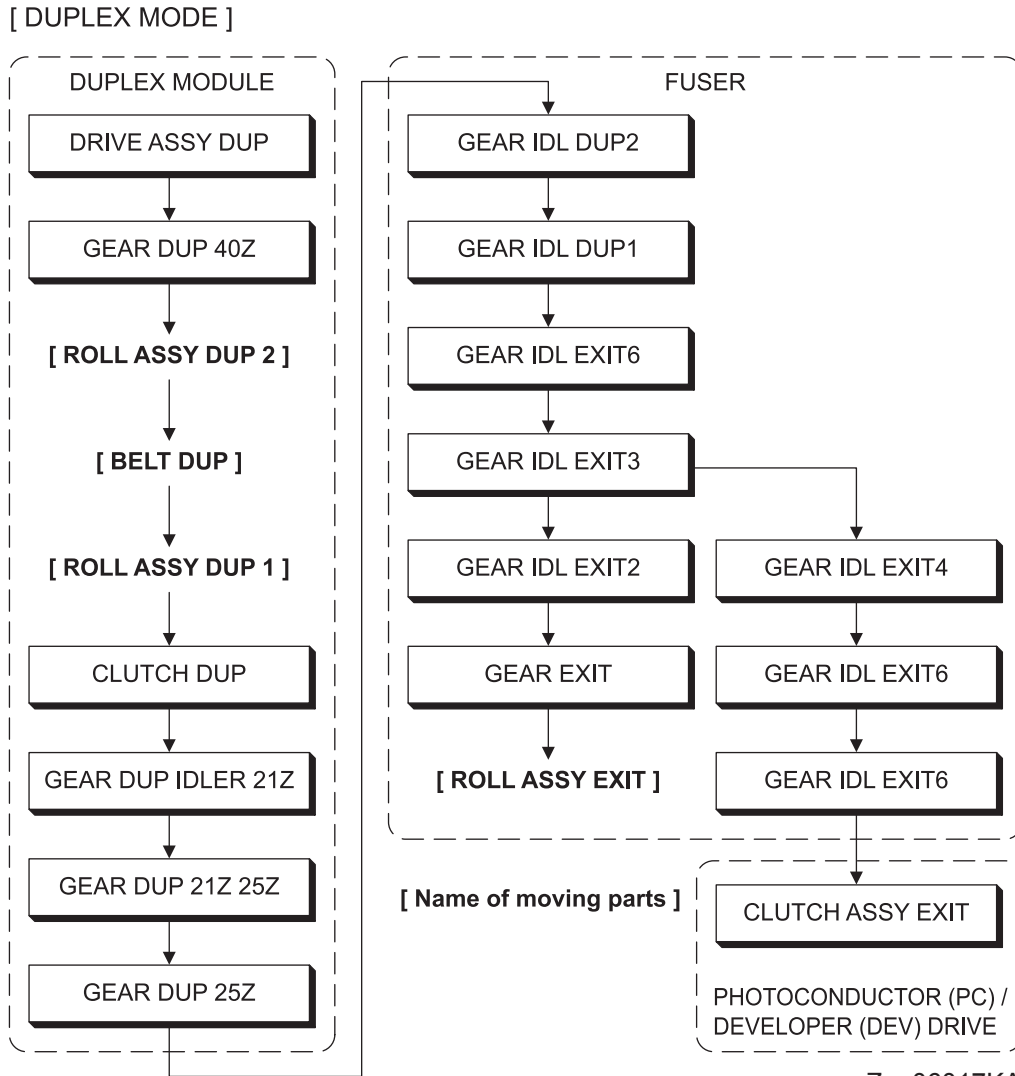 [ DUPLEX MODE ]
DUPLEX MODULE
DRIVE ASSY DUP
GEAR DUP 40Z
[ ROLL ASSY DUP 2 ]
[ BELT DUP ]
[ ROLL ASSY DUP 1 ]
CLUTCH DUP
GEAR DUP IDLER 21Z
GEAR DUP 21Z 25Z
GEAR DUP 25Z
FUSER
GEAR IDL DUP2
GEAR IDL DUP1
GEAR IDL EXIT6
GEAR IDL EXIT3
GEAR IDL EXIT2
GEAR EXIT
[ ROLL ASSY EXIT ]
GEAR IDL EXIT4
GEAR IDL EXIT6
GEAR IDL EXIT6
[ Name of moving parts ]
CLUTCH ASSY EXIT
PHOTOCONDUCTOR (PC) /
DEVELOPER (DEV) DRIVE